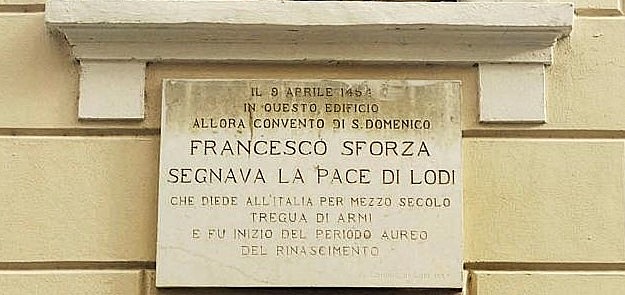 IL 9 APRILE 1454
IN QUESTO EDIFICIO
ALLORA CONVENTO DI S. DOMENICO
FRANCESCO SFORZA
SEGNAVA LA PACE DI LODI
CHE DIEDE ALL'ITALIA PER MEZZO SECOLO
TREGUA DI ARMI
E FU INIZIO DEL PERIODO AUREO
DEL RINASCIMENTO